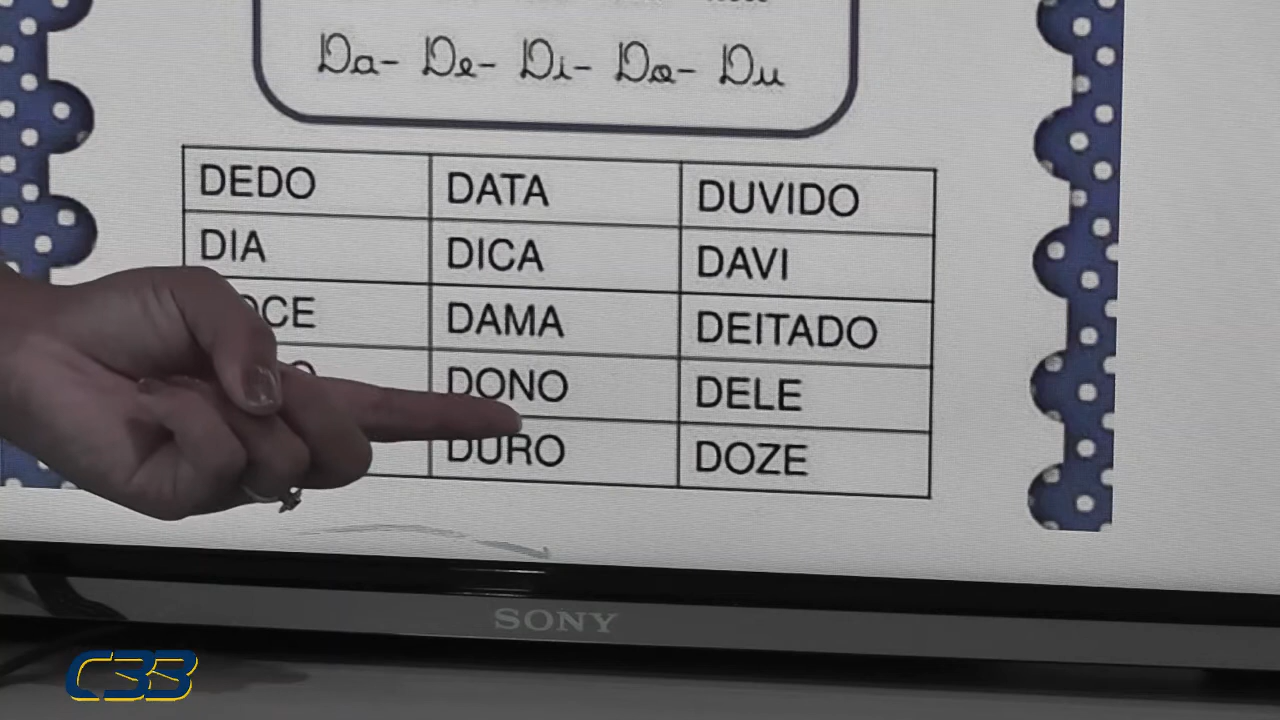 Da- De- Di- Do- Du
DEDO DATA DUVIDO
DIA DICA DAVI
DAMA DEITADO
DONO DELE
DURO DOZE
SONY
C33